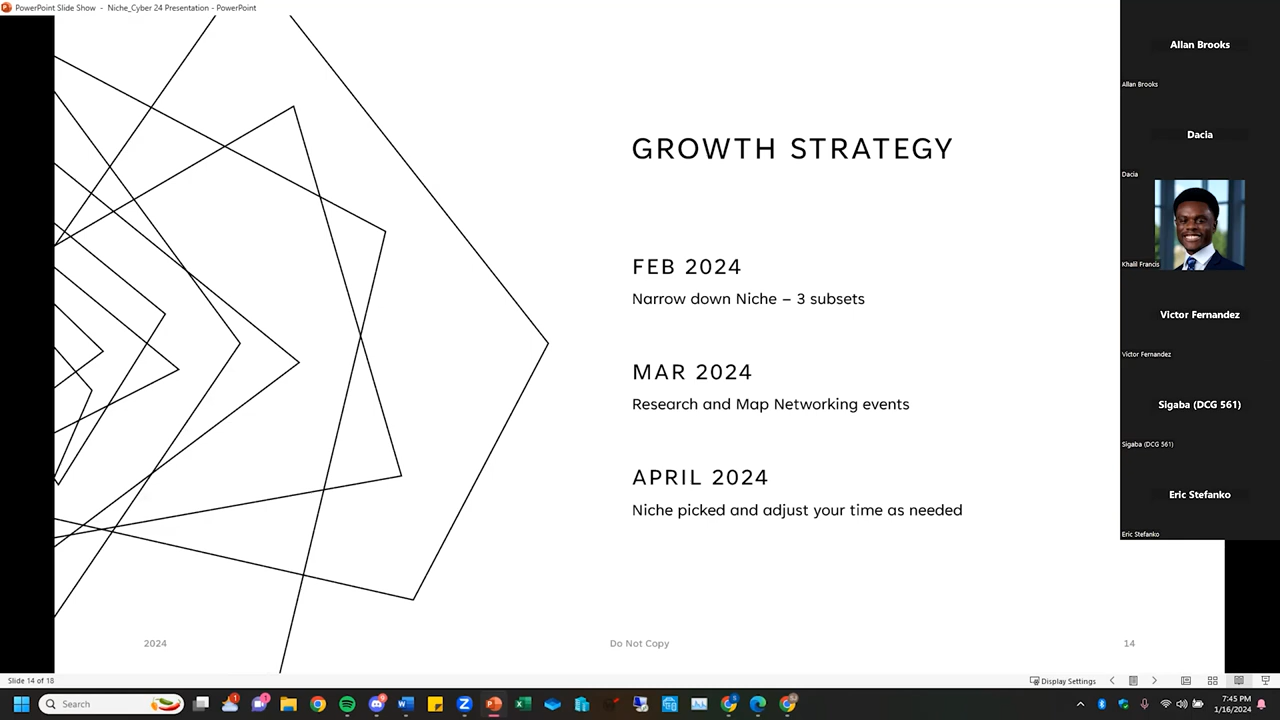 PowerPoint Slide Show - Niche_Cyber 24 Presentation - PowerPoint
GROWTH STRATEGY
FEB 2024
Narrow down Niche – 3 subsets
MAR 2024
Research and Map Networking events
APRIL 2024
Niche picked and adjust your time as needed
2024
Do Not Copy
14
Allan Brooks
Allan Brooks
Dacia
Dacia
Khalil Francis
Victor Fernandez
Victor Fernandez
Sigaba (DCG 561)
Sigaba (DCG 561)
Eric Stefanko
Eric Stefanko
Slide 14 of 18
Display Settings
Search
7:45 PM
1/16/2024